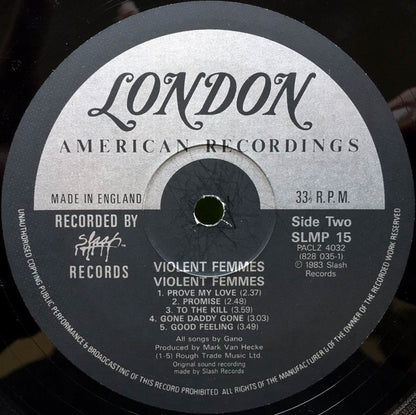 LONDON
AMERICAN RECORDINGS
MADE IN ENGLAND
33⅓ R.P.M.
RECORDED BY
Slash
RECORDS
Side Two
SLMP 15
PACLZ 4032
(828 035-1)
℗ 1983 Slash
Records
VIOLENT FEMMES
VIOLENT FEMMES
1. PROVE MY LOVE (2.37)
2. PROMISE (2.48)
3. TO THE KILL (3.59)
4. GONE DADDY GONE (3.03)
5. GOOD FEELING (3.49)
All songs by Gano
Produced by Mark Van Hecke
(1-5) Rough Trade Music Ltd.
Original sound recording
made by Slash Records
UNAUTHORISED COPYING PUBLIC PERFORMANCE & BROADCASTING OF THIS RECORD PROHIBITED ALL RIGHTS OF THE MANUFACTURER & OF THE OWNER OF THE RECORDED WORK RESERVED